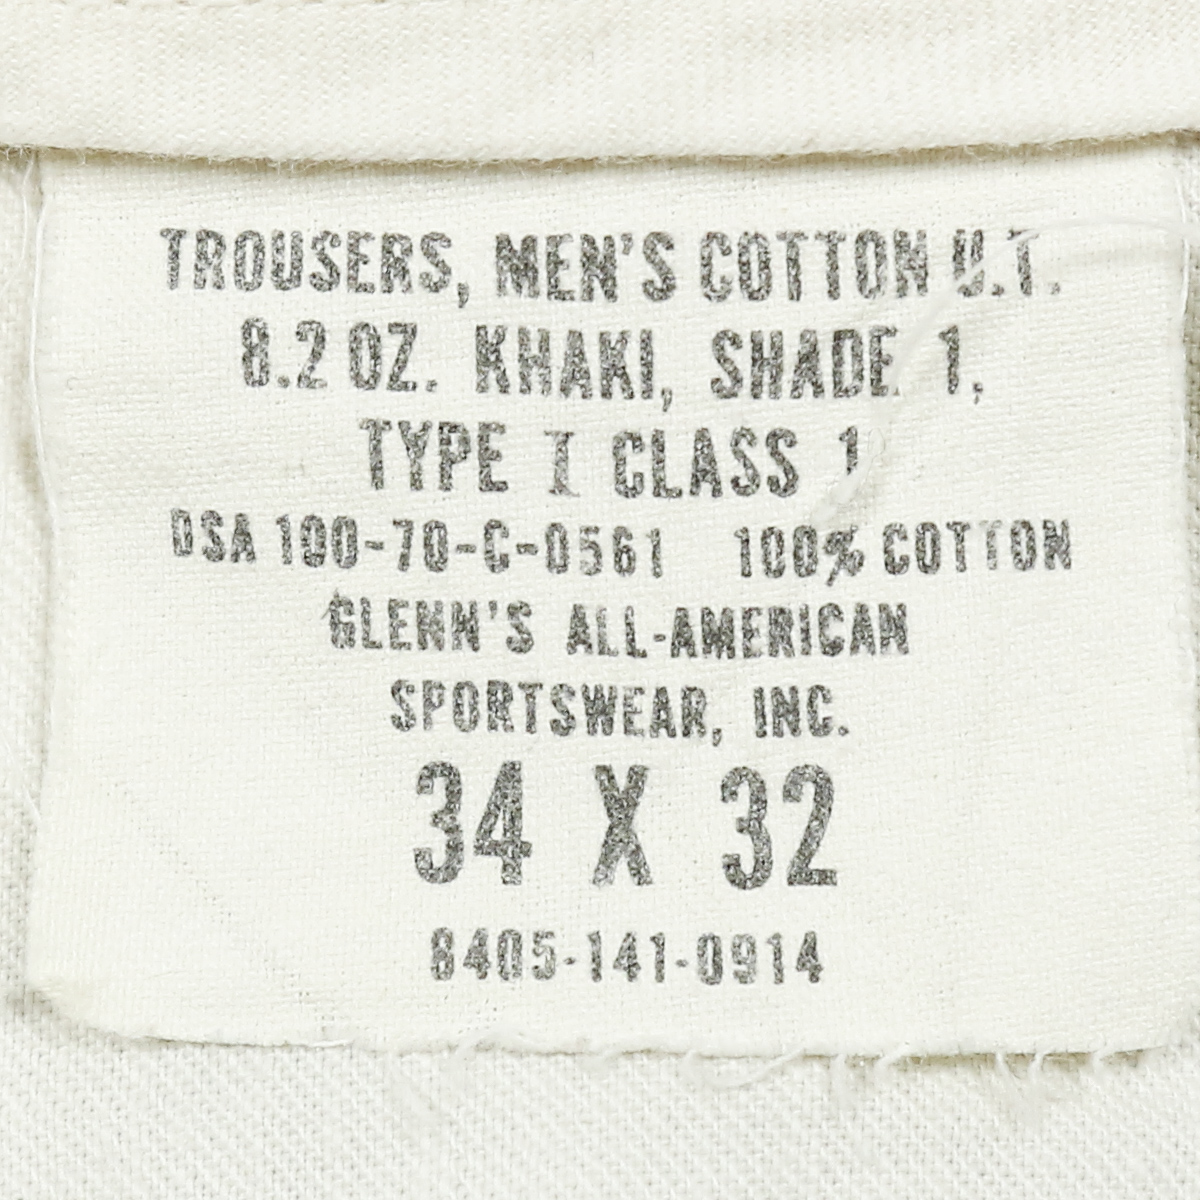 TROUSERS, MEN'S COTTON U.T.
8.2 OZ. KHAKI, SHADE 1,
TYPE I CLASS 1
DSA 100-70-C-0561 100% COTTON
GLENN'S ALL-AMERICAN
SPORTSWEAR, INC.
34 X 32
8405-141-0914